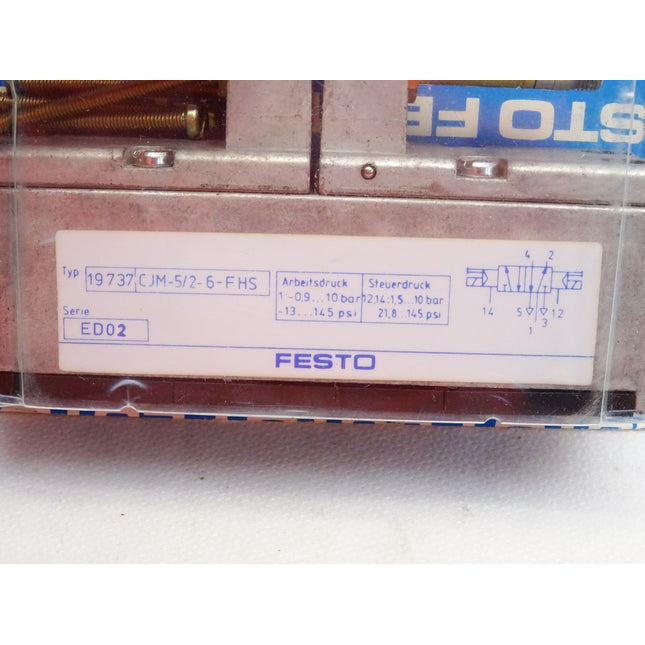 STO FE
4 2
Typ 19737 CJM-5/2-6-FHS
Arbeitsdruck Steuerdruck
1: -0,9...10 bar 12,14:1,5...10 bar
-13...145 psi 21,8...145 psi
14 5 3 12
1
Serie
ED02
FESTO